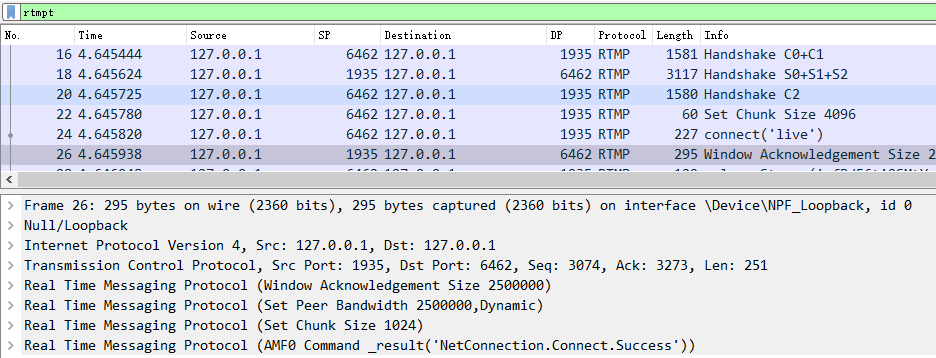 rtmpt
No. Time Source SP Destination DP Protocol Length Info
16 4.645444 127.0.0.1 6462 127.0.0.1 1935 RTMP 1581 Handshake C0+C1
18 4.645624 127.0.0.1 1935 127.0.0.1 6462 RTMP 3117 Handshake S0+S1+S2
20 4.645725 127.0.0.1 6462 127.0.0.1 1935 RTMP 1580 Handshake C2
22 4.645780 127.0.0.1 6462 127.0.0.1 1935 RTMP 60 Set Chunk Size 4096
24 4.645820 127.0.0.1 6462 127.0.0.1 1935 RTMP 227 connect('live')
26 4.645938 127.0.0.1 1935 127.0.0.1 6462 RTMP 295 Window Acknowledgement Size 2
Frame 26: 295 bytes on wire (2360 bits), 295 bytes captured (2360 bits) on interface \Device\NPF_Loopback, id 0
Null/Loopback
Internet Protocol Version 4, Src: 127.0.0.1, Dst: 127.0.0.1
Transmission Control Protocol, Src Port: 1935, Dst Port: 6462, Seq: 3074, Ack: 3273, Len: 251
Real Time Messaging Protocol (Window Acknowledgement Size 2500000)
Real Time Messaging Protocol (Set Peer Bandwidth 2500000,Dynamic)
Real Time Messaging Protocol (Set Chunk Size 1024)
Real Time Messaging Protocol (AMF0 Command _result('NetConnection.Connect.Success'))